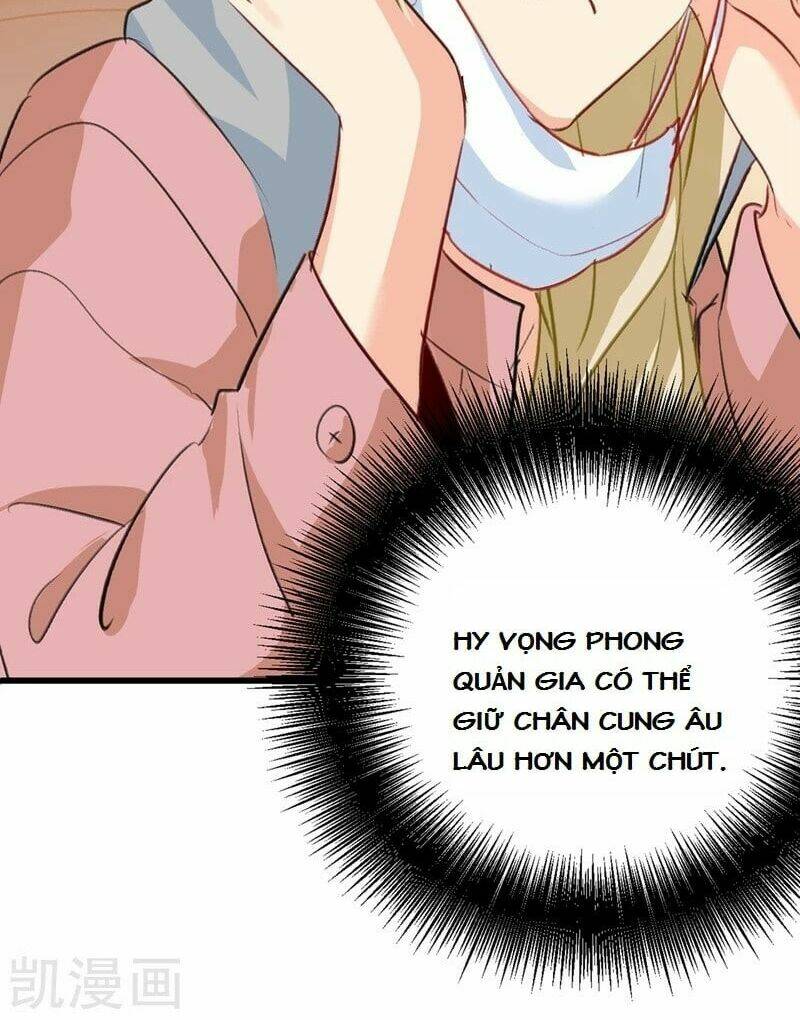 HY VỌNG PHONG
QUẢN GIA CÓ THỂ
GIỮ CHÂN CUNG ÂU
LÂU HƠN MỘT CHÚT.
凯漫画